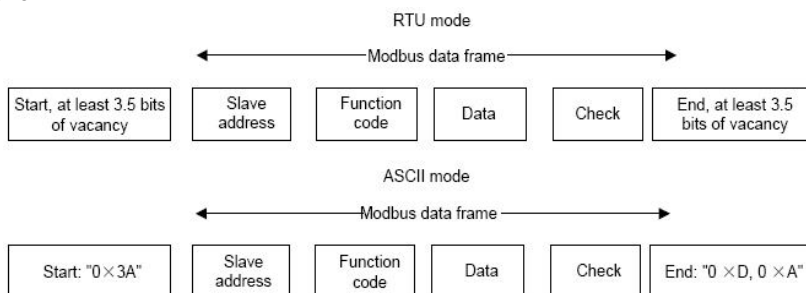 RTU mode
Modbus data frame
Start, at least 3.5 bits
of vacancy
Slave
address
Function
code
Data
Check
End, at least 3.5
bits of vacancy
ASCII mode
Modbus data frame
Start: "0×3A"
Slave
address
Function
code
Data
Check
End: "0 ×D, 0 ×A"